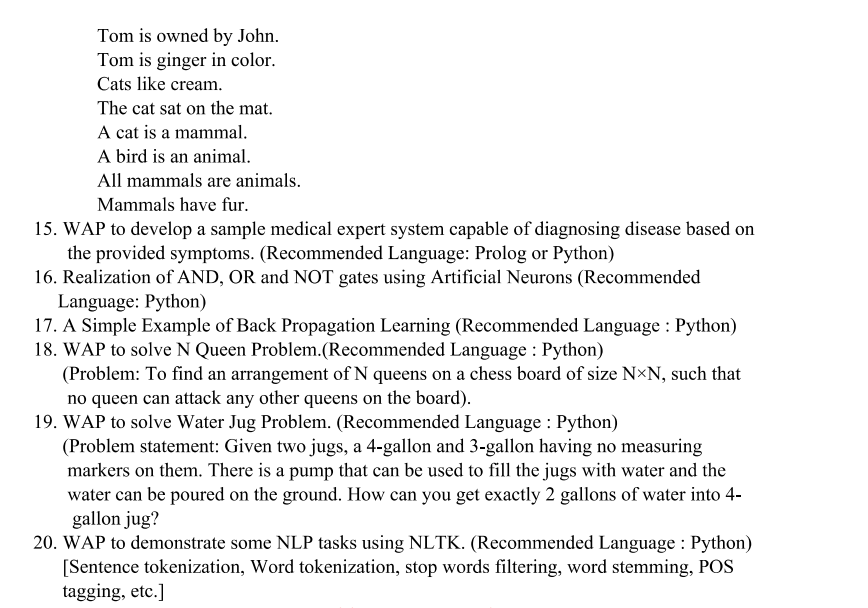 Tom is owned by John.
Tom is ginger in color.
Cats like cream.
The cat sat on the mat.
A cat is a mammal.
A bird is an animal.
All mammals are animals.
Mammals have fur.
15. WAP to develop a sample medical expert system capable of diagnosing disease based on
the provided symptoms. (Recommended Language: Prolog or Python)
16. Realization of AND, OR and NOT gates using Artificial Neurons (Recommended
Language: Python)
17. A Simple Example of Back Propagation Learning (Recommended Language : Python)
18. WAP to solve N Queen Problem.(Recommended Language : Python)
(Problem: To find an arrangement of N queens on a chess board of size N×N, such that
no queen can attack any other queens on the board).
19. WAP to solve Water Jug Problem. (Recommended Language : Python)
(Problem statement: Given two jugs, a 4-gallon and 3-gallon having no measuring
markers on them. There is a pump that can be used to fill the jugs with water and the
water can be poured on the ground. How can you get exactly 2 gallons of water into 4-
gallon jug?
20. WAP to demonstrate some NLP tasks using NLTK. (Recommended Language : Python)
[Sentence tokenization, Word tokenization, stop words filtering, word stemming, POS
tagging, etc.]